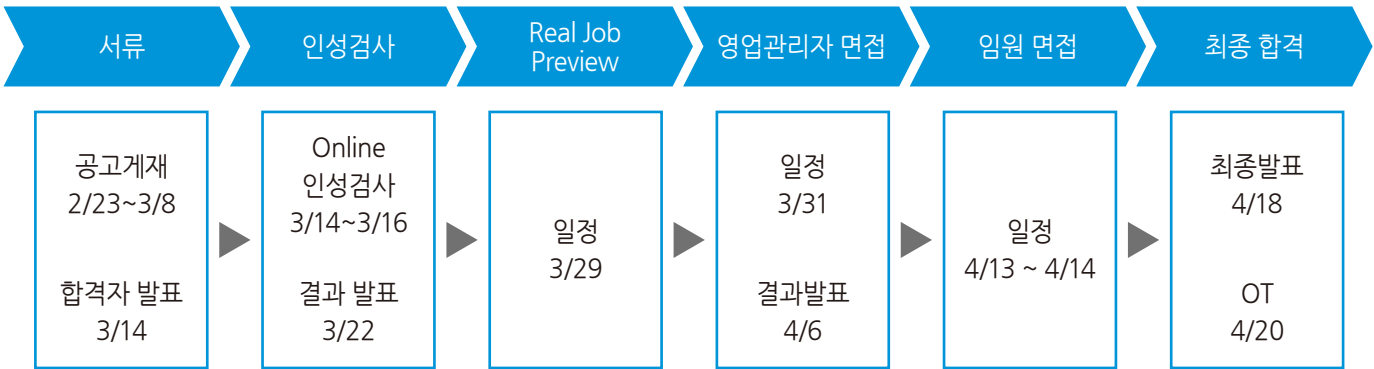 서류
인성검사
Real Job
Preview
영업관리자 면접
임원 면접
최종 합격
공고게재
2/23~3/8
합격자 발표
3/14
Online
인성검사
3/14~3/16
결과 발표
3/22
일정
3/29
일정
3/31
결과발표
4/6
일정
4/13 ~ 4/14
최종발표
4/18
OT
4/20